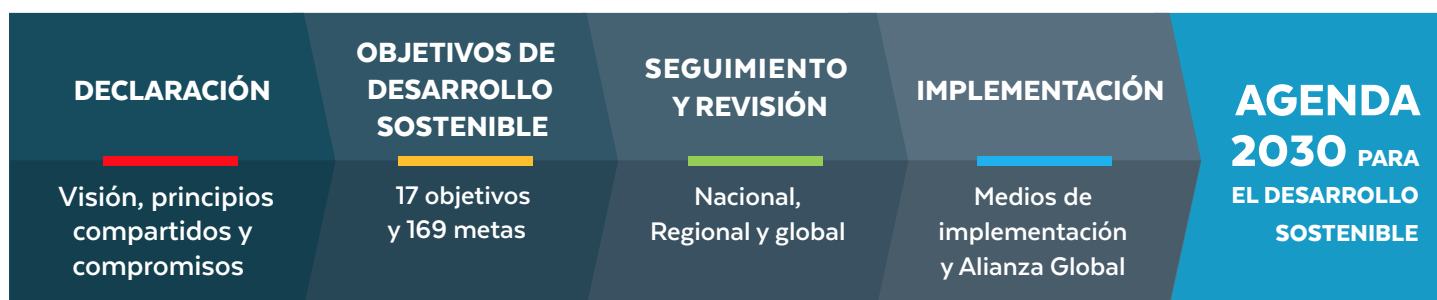 DECLARACIÓN
Visión, principios
compartidos y
compromisos
OBJETIVOS DE
DESARROLLO
SOSTENIBLE
17 objetivos
y 169 metas
SEGUIMIENTO
Y REVISIÓN
Nacional,
Regional y global
IMPLEMENTACIÓN
Medios de
implementación
y Alianza Global
AGENDA
2030 PARA
EL DESARROLLO
SOSTENIBLE